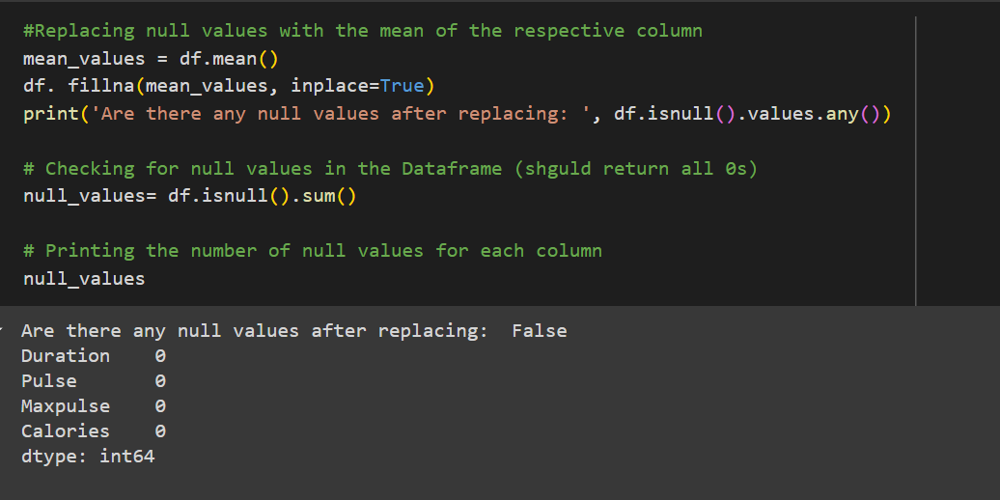 #Replacing null values with the mean of the respective column
mean_values = df.mean()
df. fillna(mean_values, inplace=True)
print('Are there any null values after replacing: ', df.isnull().values.any())
# Checking for null values in the Dataframe (shguld return all 0s)
null_values= df.isnull().sum()
# Printing the number of null values for each column
null_values
Are there any null values after replacing:  False
Duration    0
Pulse       0
Maxpulse    0
Calories    0
dtype: int64